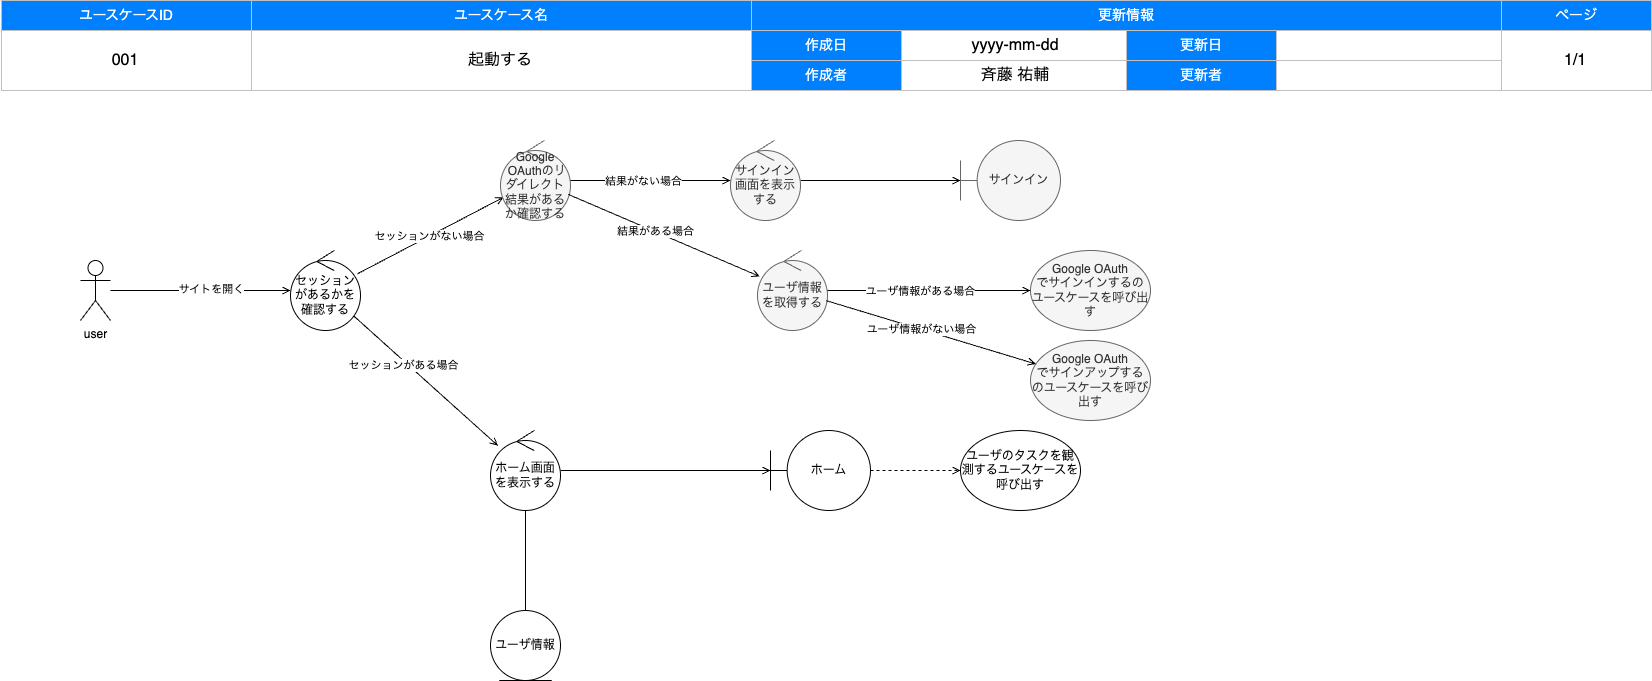 ユースケースID
ユースケース名
更新情報
ページ
001
起動する
作成日
yyyy-mm-dd
更新日
1/1
作成者
斉藤 祐輔
更新者
Google
OAuthのリ
ダイレクト
結果がある
か確認する
結果がない場合
サインイン
画面を表示
する
サインイン
結果がある場合
セッションがない場合
user
サイトを開く
セッション
があるかを
確認する
ユーザ情報
を取得する
ユーザ情報がある場合
Google OAuth
でサインインするの
ユースケースを呼び出
す
ユーザ情報がない場合
Google OAuth
でサインアップする
のユースケースを呼び
出す
セッションがある場合
ホーム画面
を表示する
ホーム
ユーザのタスクを観
測するユースケースを
呼び出す
ユーザ情報